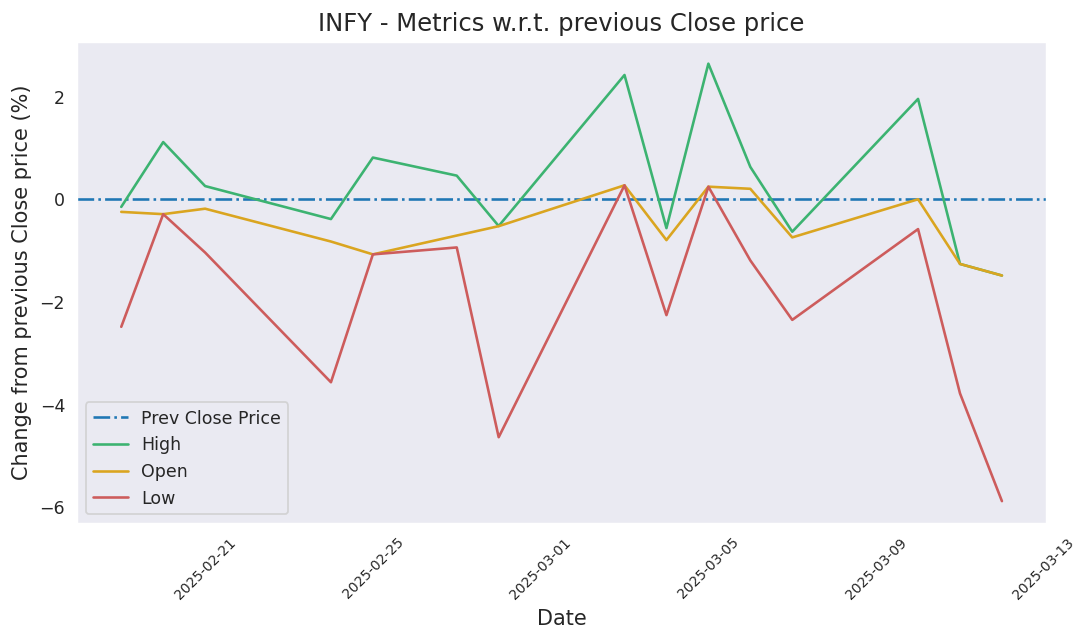 INFY - Metrics w.r.t. previous Close price
Change from previous Close price (%)
2
0
−2
−4
−6
Prev Close Price
High
Open
Low
2025-02-21
2025-02-25
2025-03-01
2025-03-05
2025-03-09
2025-03-13
Date